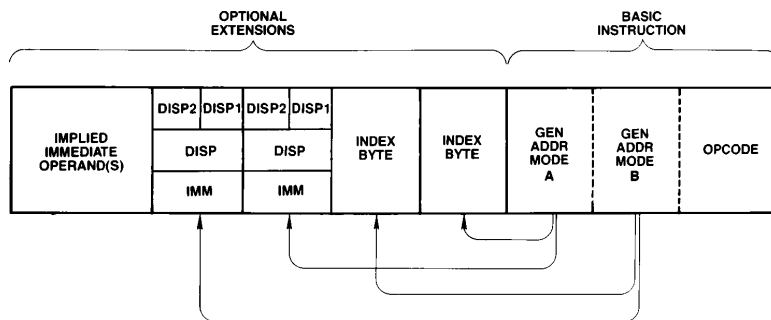 OPTIONAL
EXTENSIONS
BASIC
INSTRUCTION
IMPLIED
IMMEDIATE
OPERAND(S)
DISP2 DISP1 DISP2 DISP1
DISP DISP
IMM IMM
INDEX
BYTE
INDEX
BYTE
GEN
ADDR
MODE
A
GEN
ADDR
MODE
B
OPCODE